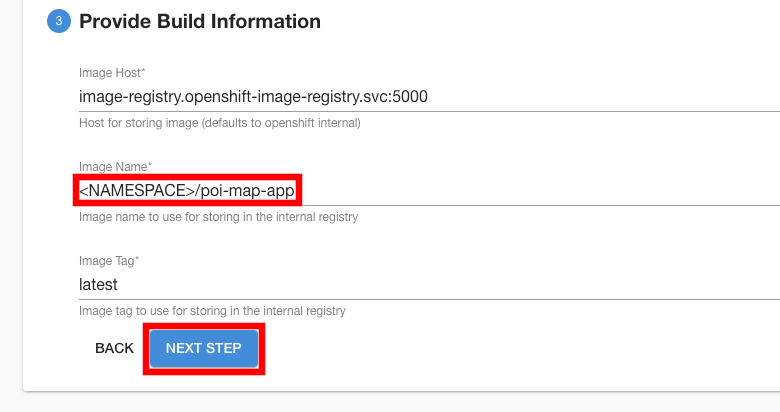 3 Provide Build Information
Image Host*
image-registry.openshift-image-registry.svc:5000
Host for storing image (defaults to openshift internal)
Image Name*
<NAMESPACE>/poi-map-app
Image name to use for storing in the internal registry
Image Tag*
latest
Image tag to use for storing in the internal registry
BACK NEXT STEP